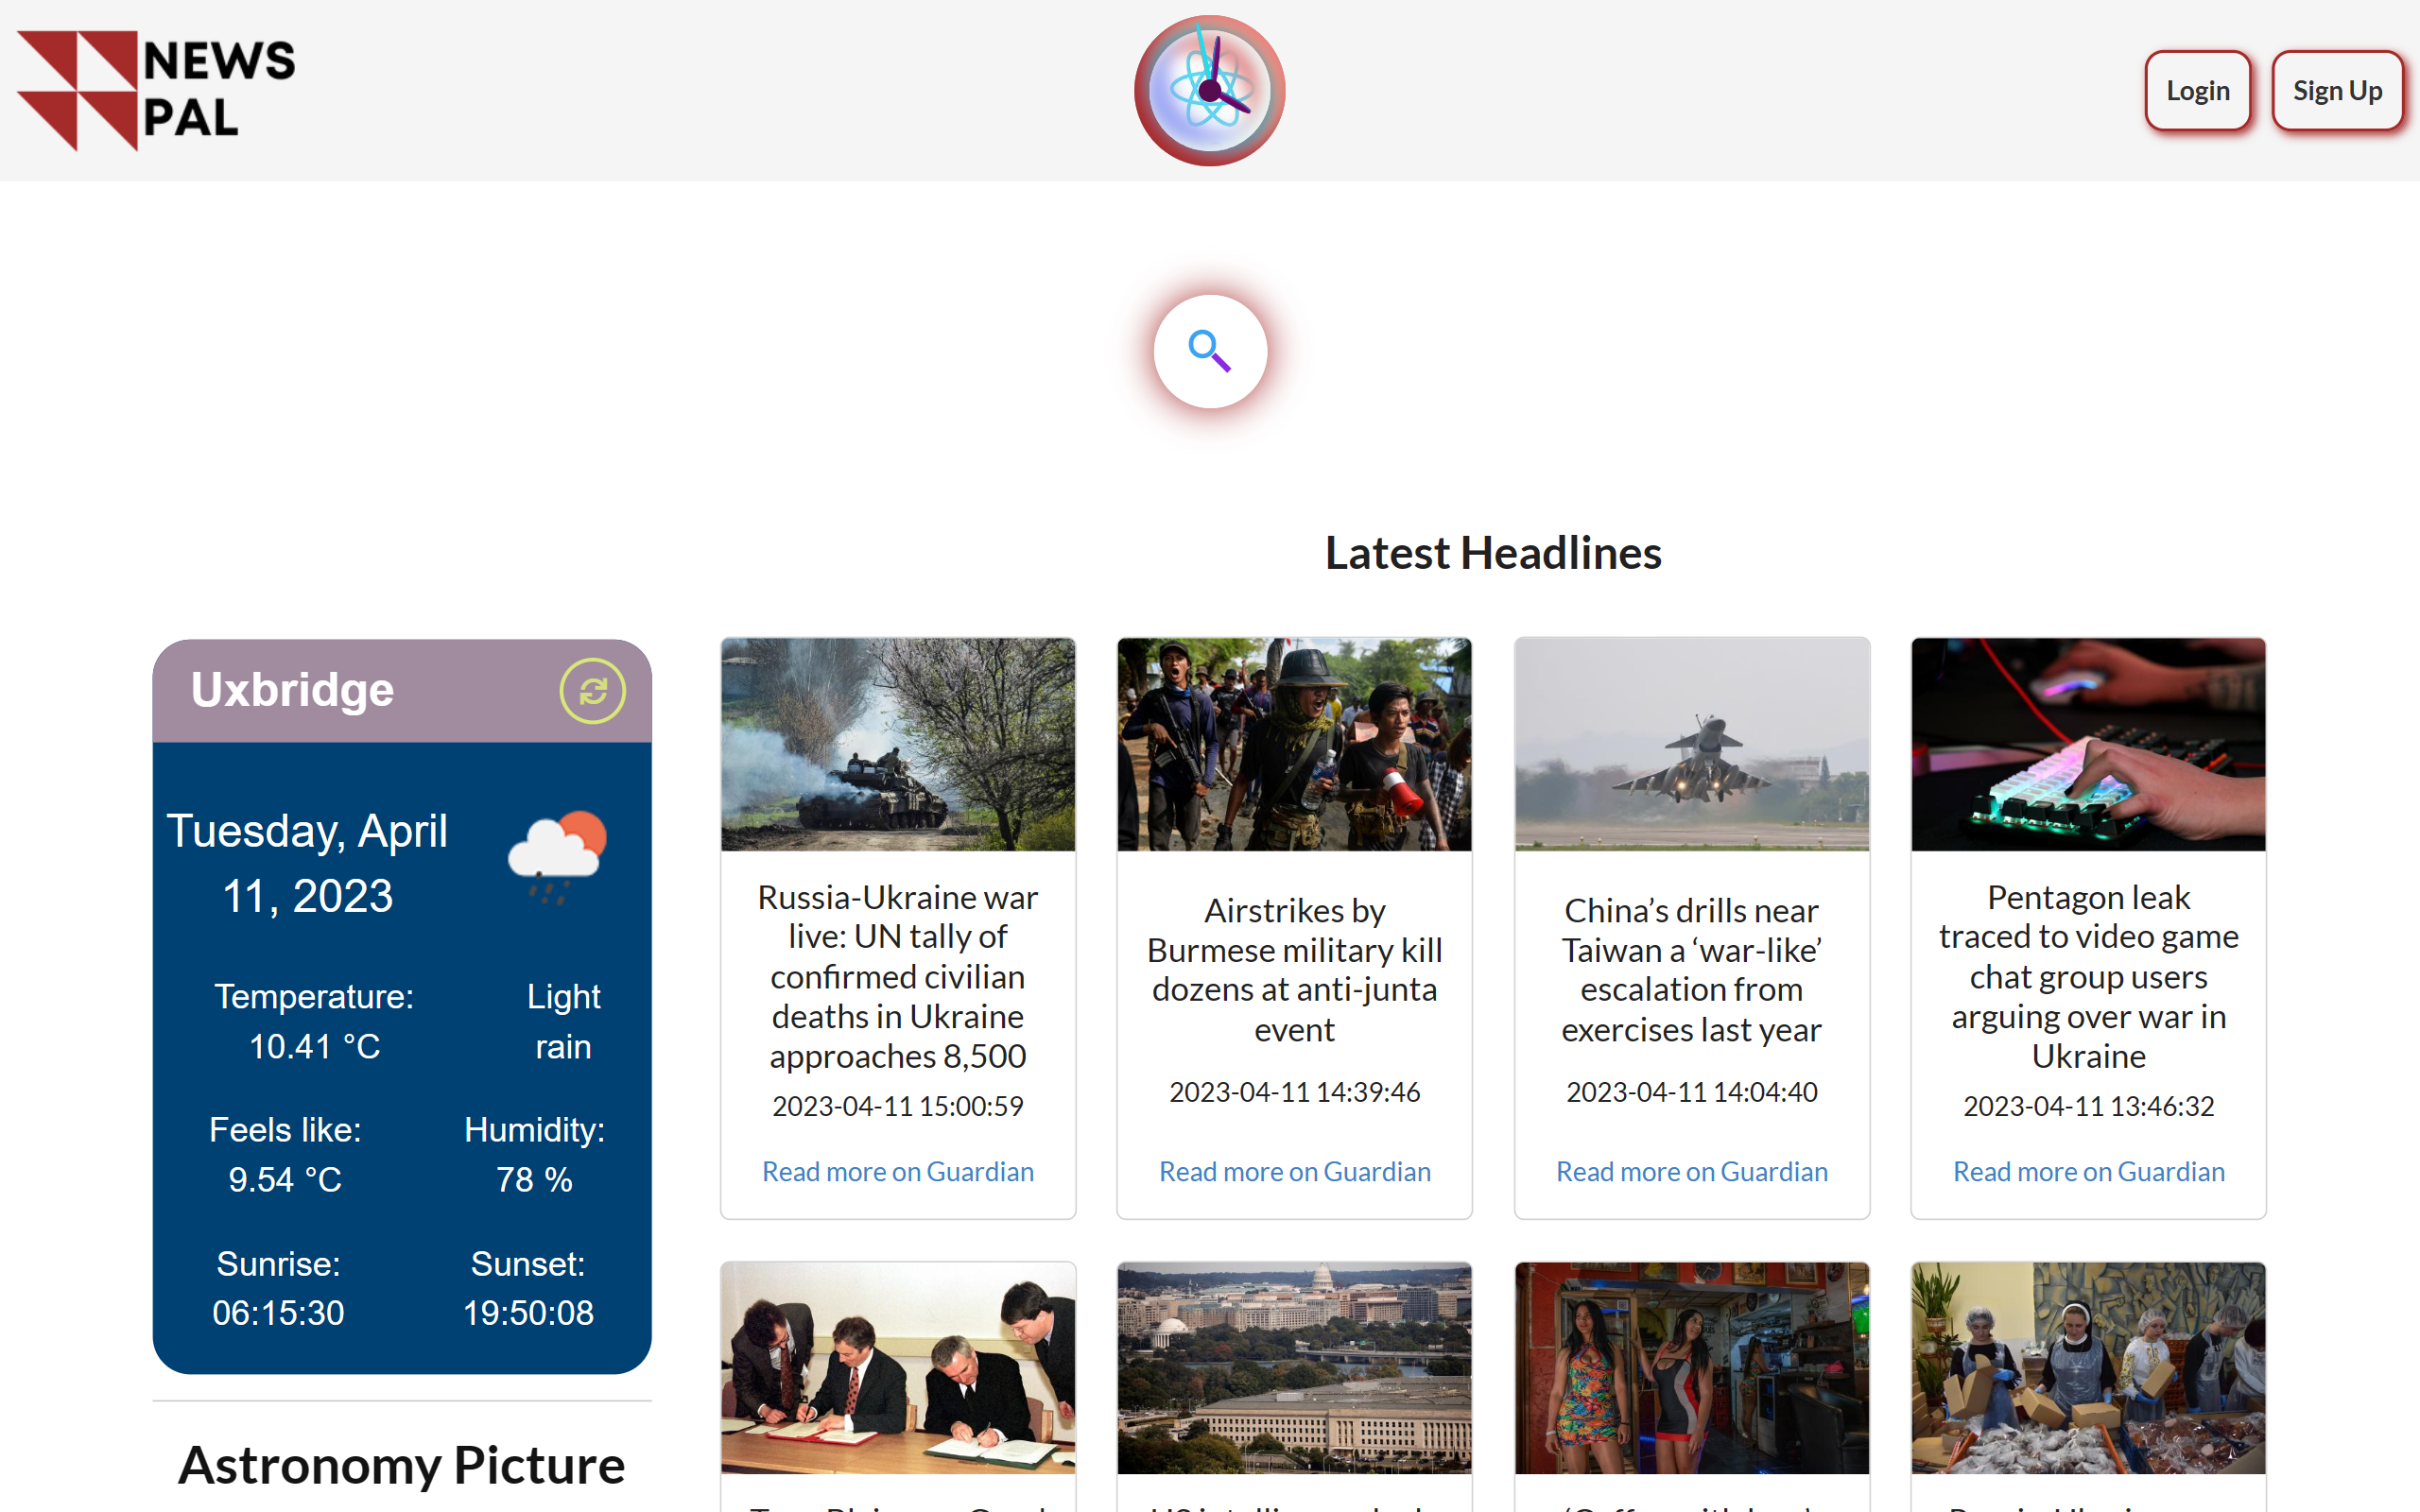 NEWS
PAL
Login
Sign Up
Latest Headlines
Uxbridge
Tuesday, April
11, 2023
Temperature:
10.41 °C
Light
rain
Feels like:
9.54 °C
Humidity:
78 %
Sunrise:
06:15:30
Sunset:
19:50:08
Astronomy Picture
Russia-Ukraine war
live: UN tally of
confirmed civilian
deaths in Ukraine
approaches 8,500
2023-04-11 15:00:59
Read more on Guardian
Airstrikes by
Burmese military kill
dozens at anti-junta
event
2023-04-11 14:39:46
Read more on Guardian
China’s drills near
Taiwan a ‘war-like’
escalation from
exercises last year
2023-04-11 14:04:40
Read more on Guardian
Pentagon leak
traced to video game
chat group users
arguing over war in
Ukraine
2023-04-11 13:46:32
Read more on Guardian